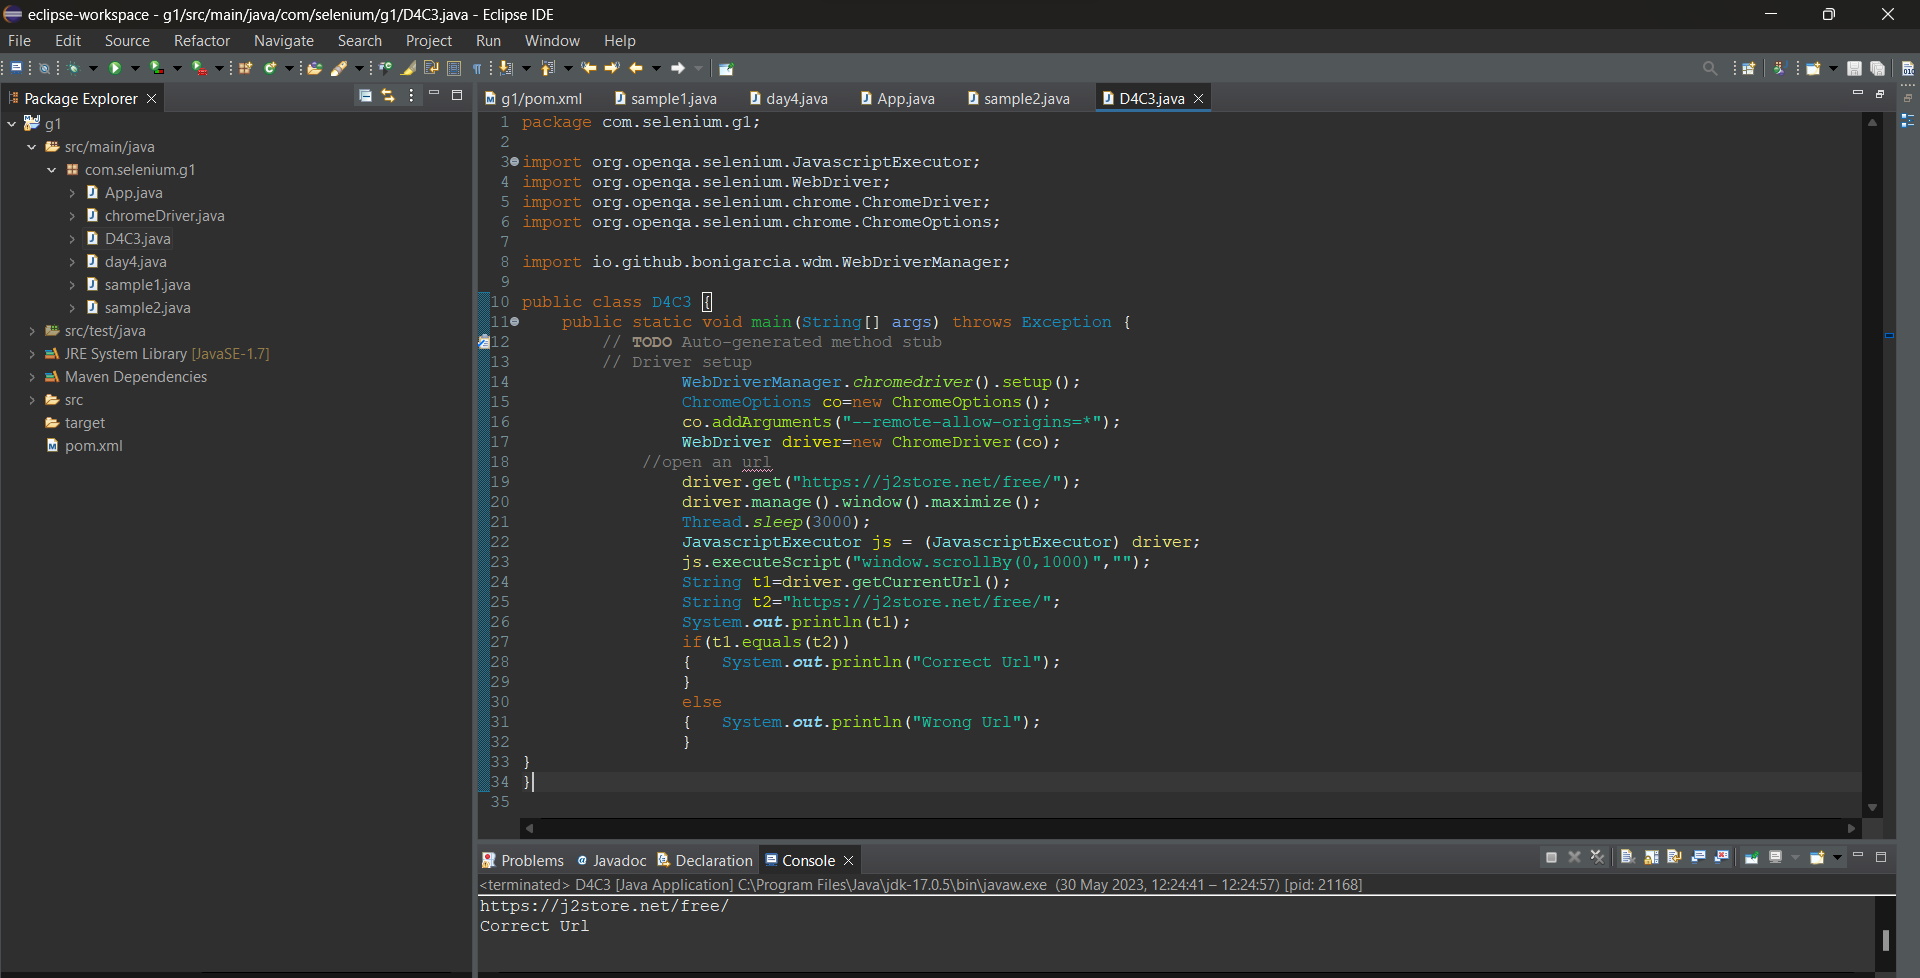 eclipse-workspace - g1/src/main/java/com/selenium/g1/D4C3.java - Eclipse IDE
File Edit Source Refactor Navigate Search Project Run Window Help
Package Explorer
g1
src/main/java
com.selenium.g1
App.java
chromeDriver.java
D4C3.java
day4.java
sample1.java
sample2.java
src/test/java
JRE System Library [JavaSE-1.7]
Maven Dependencies
src
target
pom.xml
g1/pom.xml sample1.java day4.java App.java sample2.java D4C3.java
1 package com.selenium.g1;
2
3 import org.openqa.selenium.JavascriptExecutor;
4 import org.openqa.selenium.WebDriver;
5 import org.openqa.selenium.chrome.ChromeDriver;
6 import org.openqa.selenium.chrome.ChromeOptions;
7
8 import io.github.bonigarcia.wdm.WebDriverManager;
9
10 public class D4C3 {
11 public static void main(String[] args) throws Exception {
12 // TODO Auto-generated method stub
13 // Driver setup
14 WebDriverManager.chromedriver().setup();
15 ChromeOptions co=new ChromeOptions();
16 co.addArguments("--remote-allow-origins=*");
17 WebDriver driver=new ChromeDriver(co);
18 //open an url
19 driver.get("https://j2store.net/free/");
20 driver.manage().window().maximize();
21 Thread.sleep(3000);
22 JavascriptExecutor js = (JavascriptExecutor) driver;
23 js.executeScript("window.scrollBy(0,1000)","");
24 String t1=driver.getCurrentUrl();
25 String t2="https://j2store.net/free/";
26 System.out.println(t1);
27 if(t1.equals(t2))
28 { System.out.println("Correct Url");
29 }
30 else
31 { System.out.println("Wrong Url");
32 }
33 }
34 }
35
Problems Javadoc Declaration Console
<terminated> D4C3 [Java Application] C:\Program Files\Java\jdk-17.0.5\bin\javaw.exe (30 May 2023, 12:24:41 – 12:24:57) [pid: 21168]
https://j2store.net/free/
Correct Url